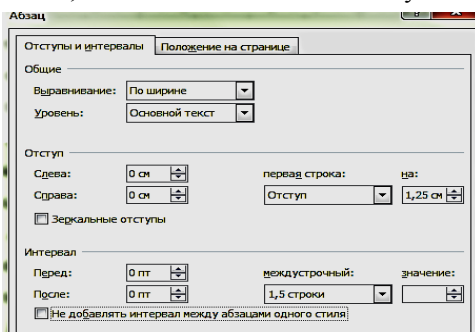 Абзац
Отступы и интервалы Положение на странице
Общие
Выравнивание: По ширине
Уровень: Основной текст
Отступ
Слева: 0 см первая строка: на:
Справа: 0 см Отступ 1,25 см
Зеркальные отступы
Интервал
Перед: 0 пт междустрочный: значение:
После: 0 пт 1,5 строки
Не добавлять интервал между абзацами одного стиля